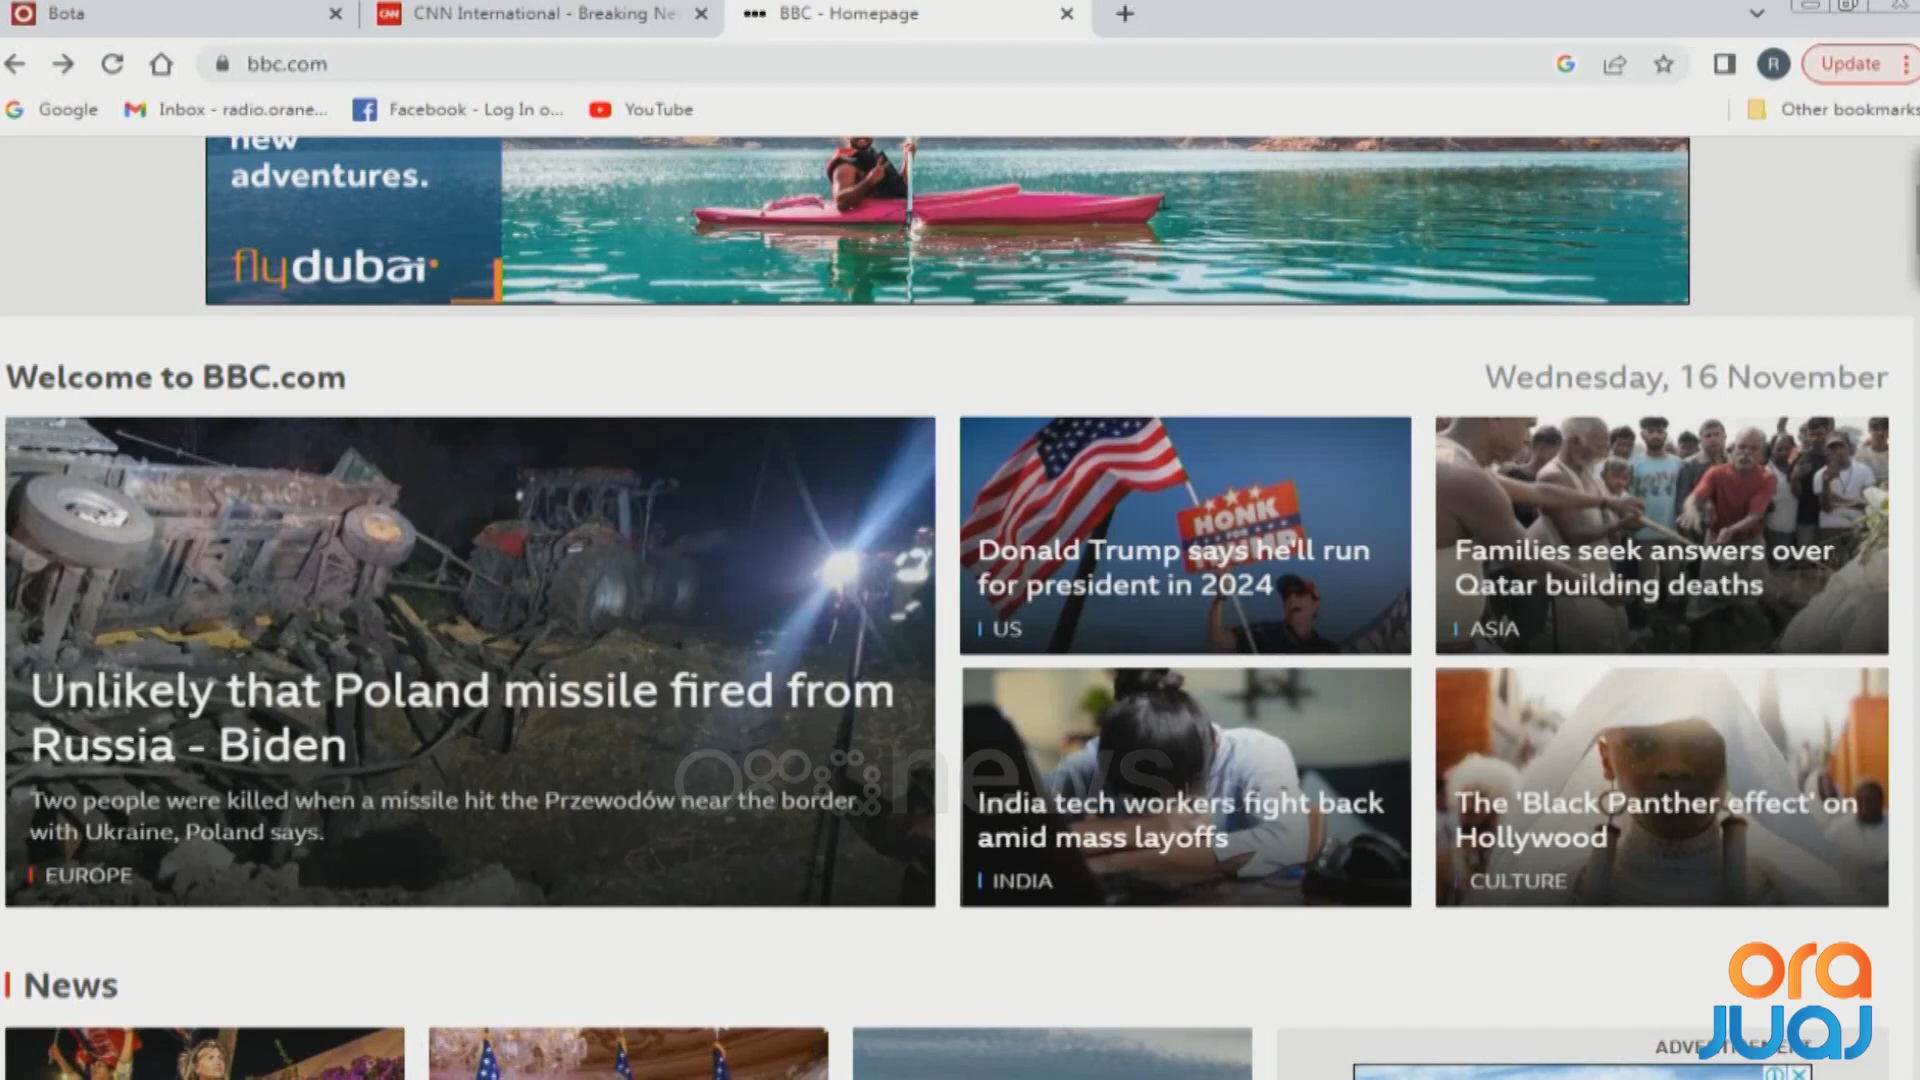 Bota
CNN International - Breaking Ne
BBC - Homepage
bbc.com
Update
Google
Inbox - radio.orane...
Facebook - Log In o...
YouTube
Other bookmarks
new
adventures.
flydubai
Welcome to BBC.com
Wednesday, 16 November
HONK
FOR
TRUMP
Donald Trump says he'll run
for president in 2024
US
Families seek answers over
Qatar building deaths
ASIA
Unlikely that Poland missile fired from
Russia - Biden
Two people were killed when a missile hit the Przewodów near the border
with Ukraine, Poland says.
EUROPE
news
India tech workers fight back
amid mass layoffs
INDIA
The 'Black Panther effect' on
Hollywood
CULTURE
News
ora
juaj
ADVERTISEMENT